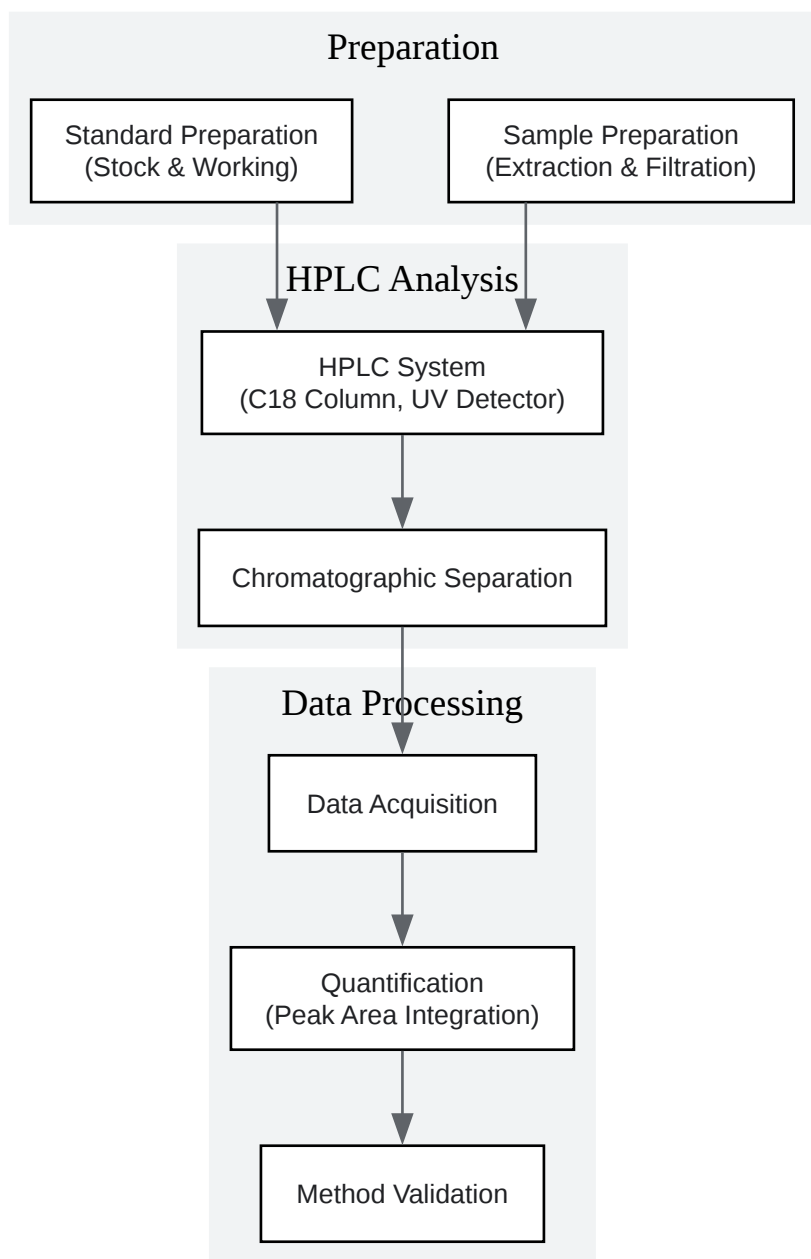 Preparation
Standard Preparation
(Stock & Working)
Sample Preparation
(Extraction & Filtration)
HPLC Analysis
HPLC System
(C18 Column, UV Detector)
Chromatographic Separation
Data Processing
Data Acquisition
Quantification
(Peak Area Integration)
Method Validation